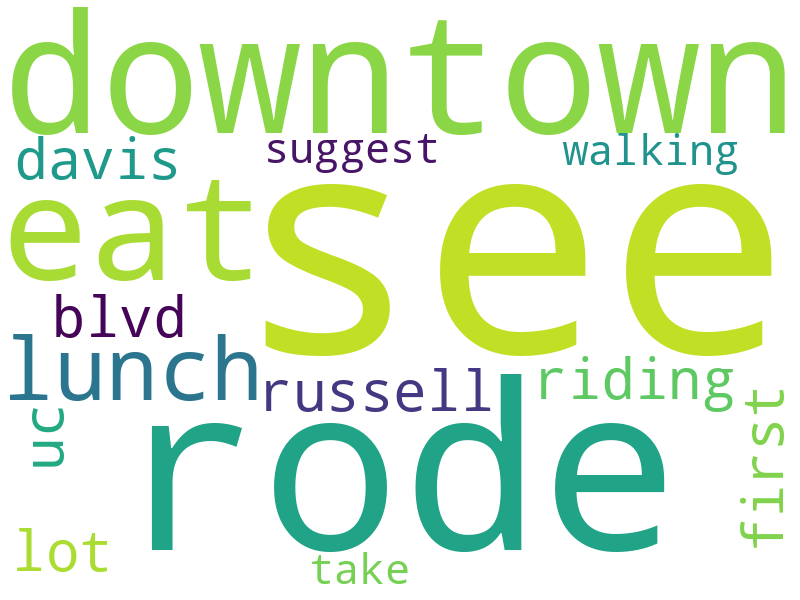 downtown
davis
suggest
walking
eat
see
blvd
lunch
russell
riding
uc
rode
first
lot
take